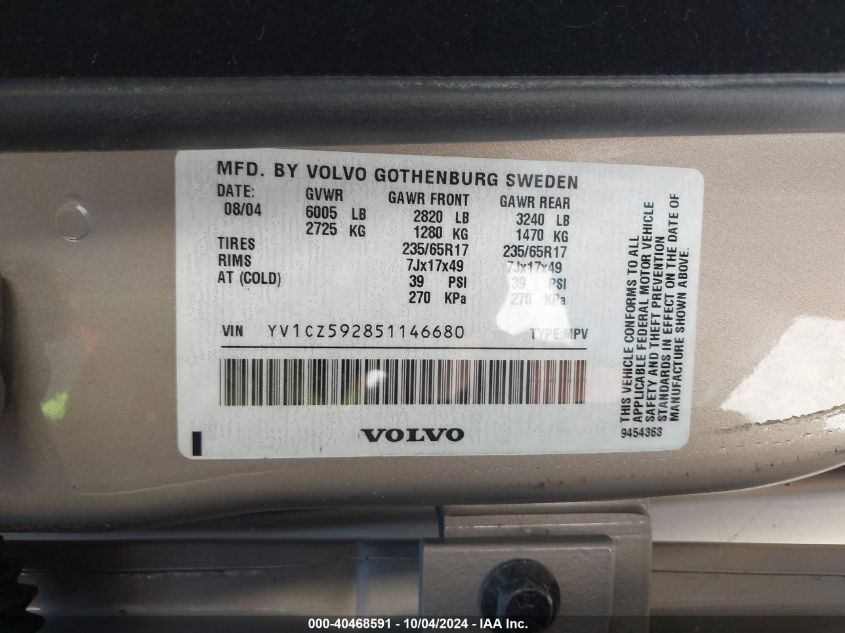 MFD. BY VOLVO GOTHENBURG SWEDEN
DATE: GVWR GAWR FRONT GAWR REAR
08/04 6005 LB 2820 LB 3240 LB
2725 KG 1280 KG 1470 KG
TIRES 235/65R17 235/65R17
RIMS 7Jx17x49 7Jx17x49
AT (COLD) 39 PSI 39 PSI
270 KPa 270 KPa
VIN YV1CZ592851146680 TYPE:MPV
VOLVO
THIS VEHICLE CONFORMS TO ALL
APPLICABLE FEDERAL MOTOR VEHICLE
SAFETY AND THEFT PREVENTION
STANDARDS IN EFFECT ON THE DATE OF
MANUFACTURE SHOWN ABOVE.
9454363
000-40468591 - 10/04/2024 - IAA Inc.